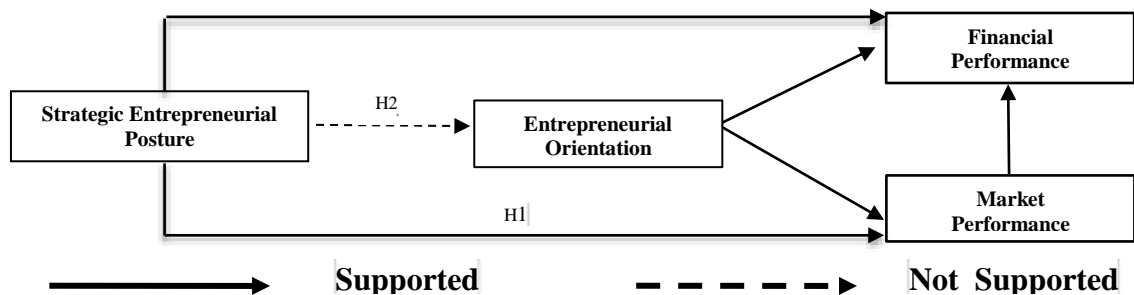 Financial
Performance
Strategic Entrepreneurial
Posture
H2
Entrepreneurial
Orientation
Market
Performance
H1
Supported
Not Supported